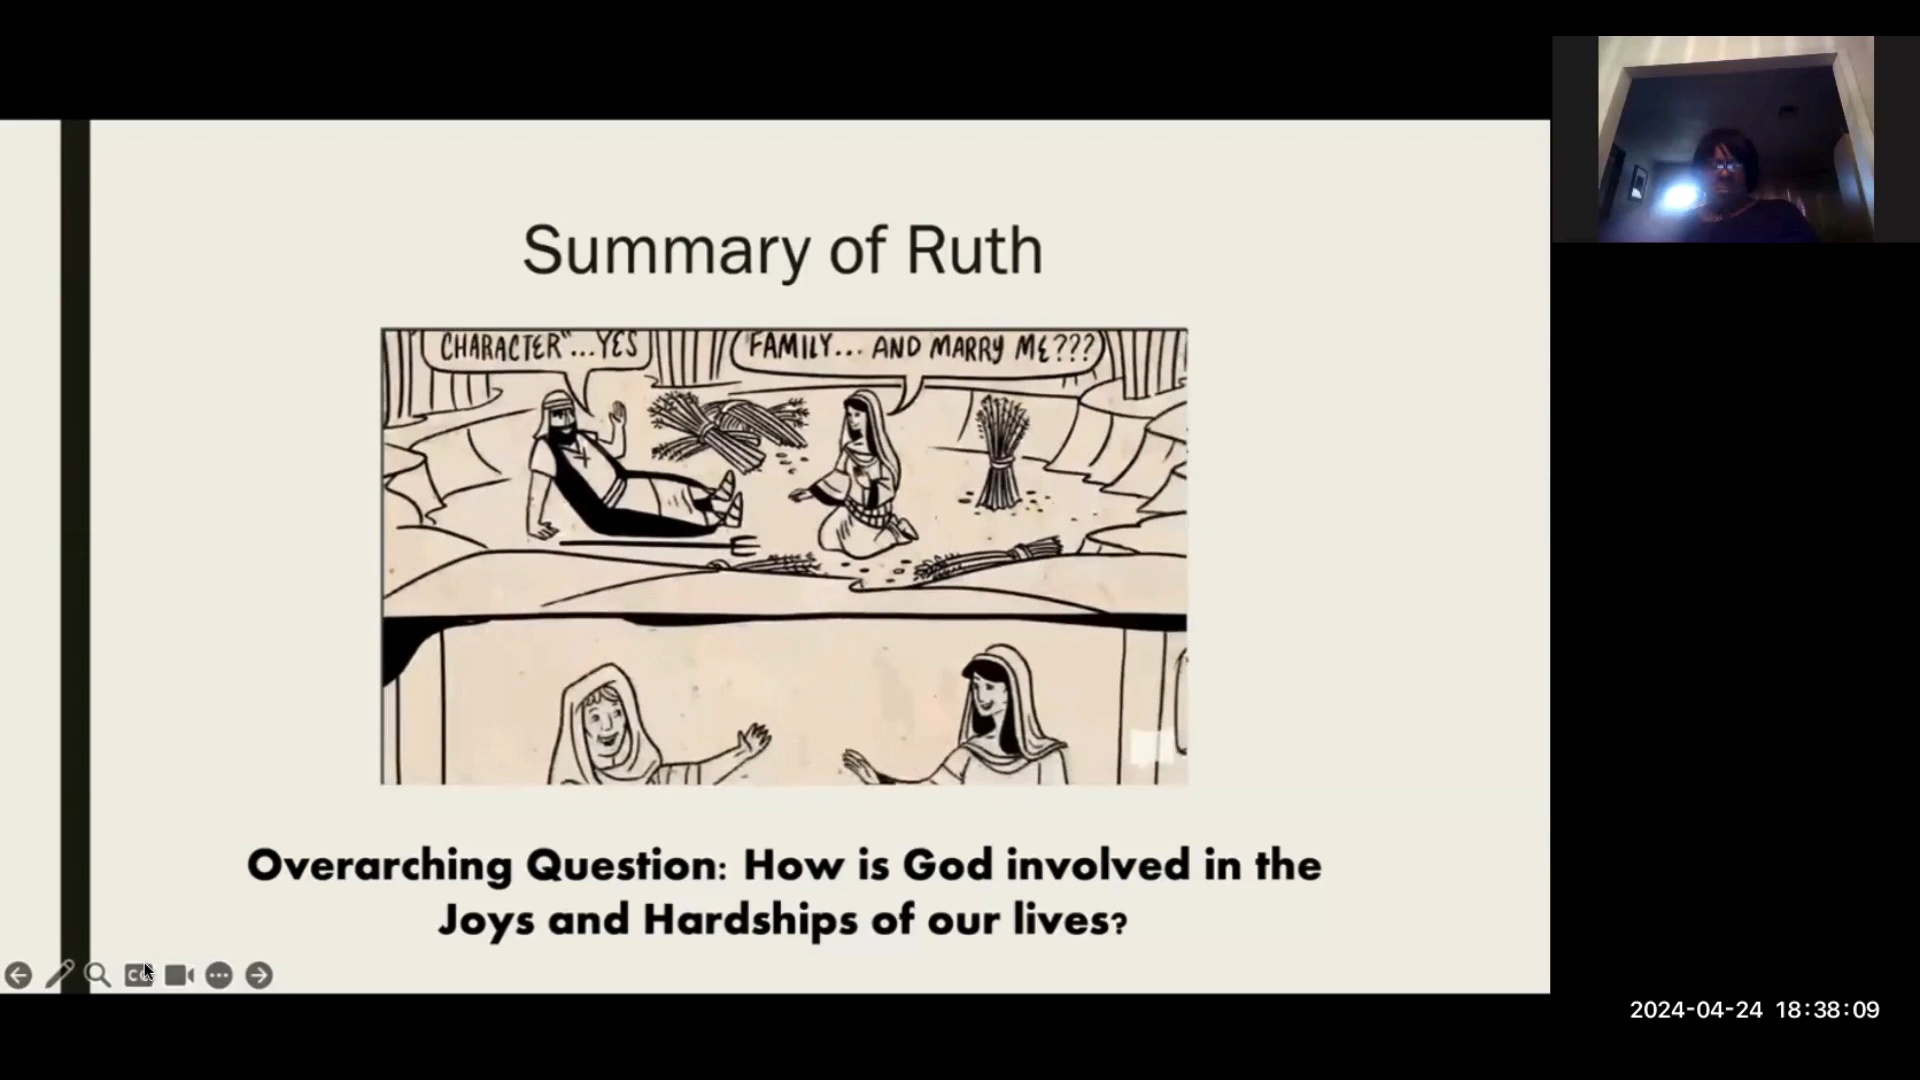 Summary of Ruth
CHARACTER"...YES
"FAMILY... AND MARRY ME???
Overarching Question: How is God involved in the
Joys and Hardships of our lives?
CC
2024-04-24 18:38:09